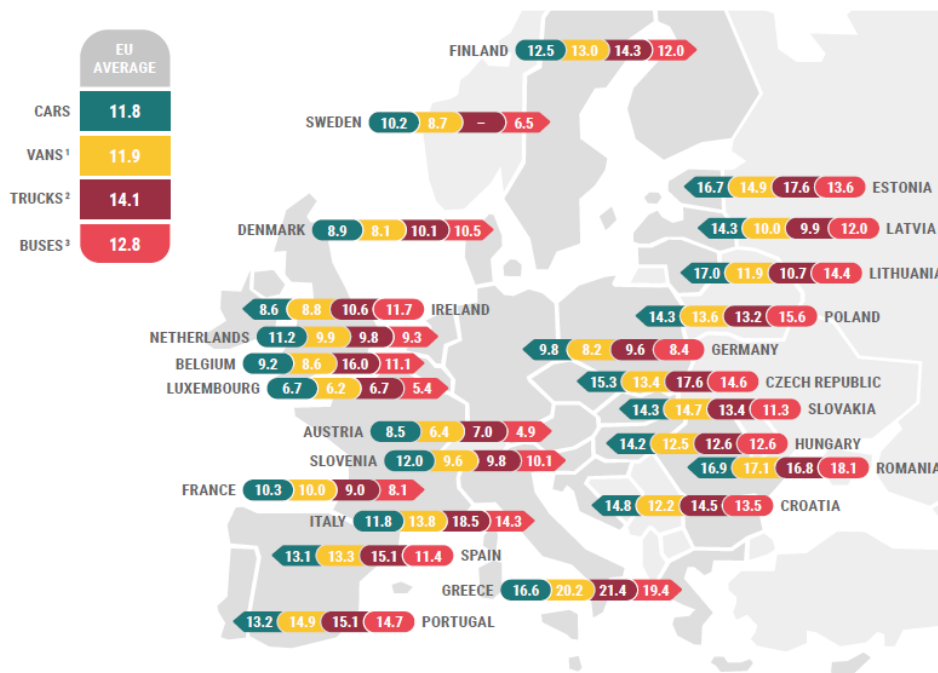 EU
AVERAGE
CARS 11.8
VANS¹ 11.9
TRUCKS² 14.1
BUSES³ 12.8
FINLAND 12.5 13.0 14.3 12.0
SWEDEN 10.2 8.7 – 6.5
16.7 14.9 17.6 13.6 ESTONIA
DENMARK 8.9 8.1 10.1 10.5
14.3 10.0 9.9 12.0 LATVIA
17.0 11.9 10.7 14.4 LITHUANIA
8.6 8.8 10.6 11.7 IRELAND
14.3 13.6 13.2 15.6 POLAND
NETHERLANDS 11.2 9.9 9.8 9.3
9.8 8.2 9.6 8.4 GERMANY
BELGIUM 9.2 8.6 16.0 11.1
15.3 13.4 17.6 14.6 CZECH REPUBLIC
LUXEMBOURG 6.7 6.2 6.7 5.4
14.3 14.7 13.4 11.3 SLOVAKIA
AUSTRIA 8.5 6.4 7.0 4.9
14.2 12.5 12.6 12.6 HUNGARY
SLOVENIA 12.0 9.6 9.8 10.1
16.9 17.1 16.8 18.1 ROMANIA
FRANCE 10.3 10.0 9.0 8.1
14.8 12.2 14.5 13.5 CROATIA
ITALY 11.8 13.8 18.5 14.3
13.1 13.3 15.1 11.4 SPAIN
GREECE 16.6 20.2 21.4 19.4
13.2 14.9 15.1 14.7 PORTUGAL